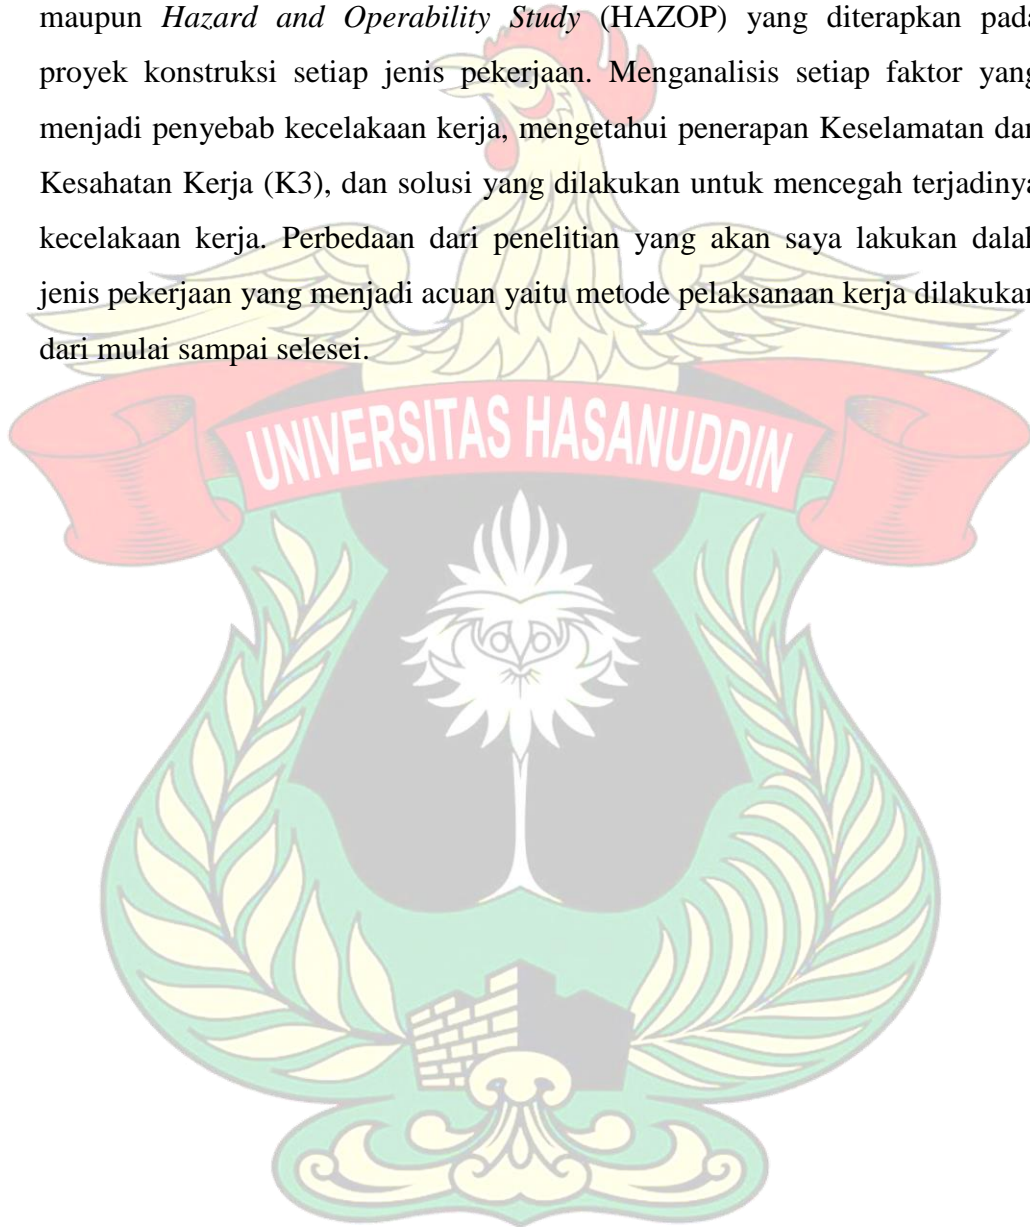 maupun Hazard and Operability Study (HAZOP) yang diterapkan pada
proyek konstruksi setiap jenis pekerjaan. Menganalisis setiap faktor yang
menjadi penyebab kecelakaan kerja, mengetahui penerapan Keselamatan dan
Kesahatan Kerja (K3), dan solusi yang dilakukan untuk mencegah terjadinya
kecelakaan kerja. Perbedaan dari penelitian yang akan saya lakukan dalah
jenis pekerjaan yang menjadi acuan yaitu metode pelaksanaan kerja dilakukan
dari mulai sampai selesei.
UNIVERSITAS HASANUDDIN